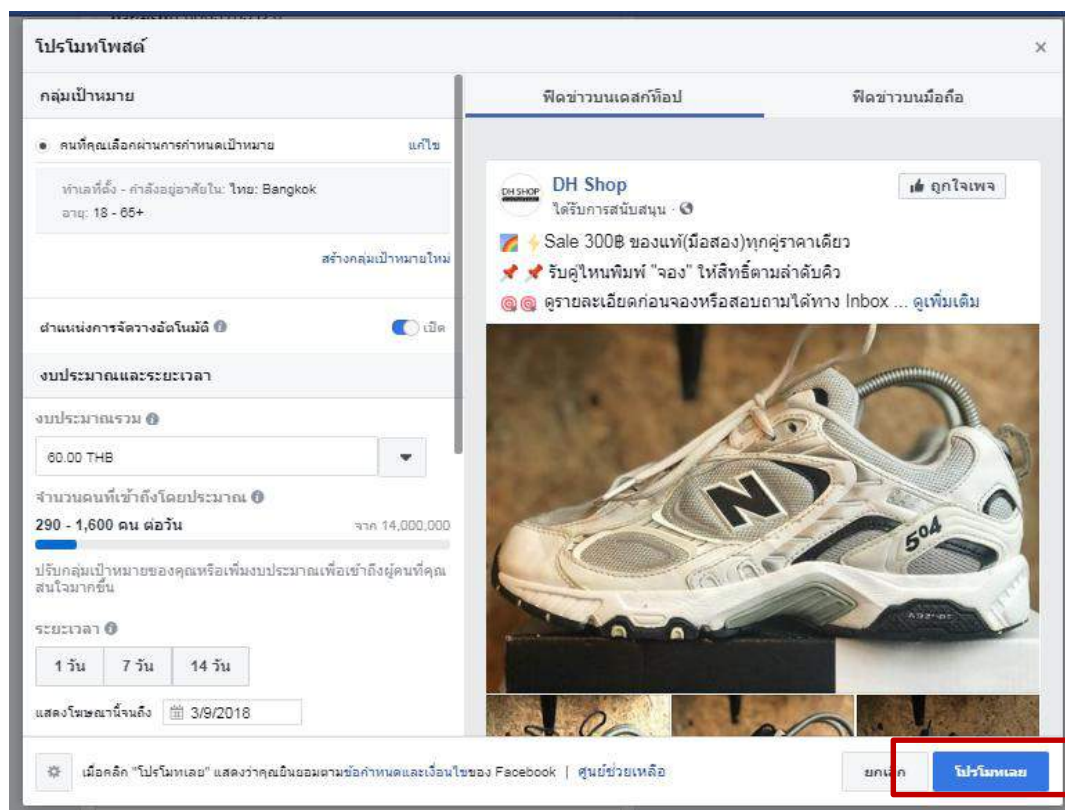 โปรโมทโพสต์
กลุ่มเป้าหมาย
คนที่คุณเลือกผ่านการกำหนดเป้าหมาย แก้ไข
ทำเลที่ตั้ง - กำลังอยู่อาศัยใน: ไทย: Bangkok
อายุ: 18 - 65+
สร้างกลุ่มเป้าหมายใหม่
ตำแหน่งการจัดวางอัตโนมัติ เปิด
งบประมาณและระยะเวลา
งบประมาณรวม
60.00 THB
จำนวนคนที่เข้าถึงโดยประมาณ
290 - 1,600 คน ต่อวัน จาก 14,000,000
ปรับกลุ่มเป้าหมายของคุณหรือเพิ่มงบประมาณเพื่อเข้าถึงผู้คนที่คุณ
สนใจมากขึ้น
ระยะเวลา
1 วัน 7 วัน 14 วัน
แสดงโฆษณานี้จนถึง 3/9/2018
ฟีดข่าวบนเดสก์ท็อป ฟีดข่าวบนมือถือ
DH SHOP
DH Shop
ถูกใจเพจ
ได้รับการสนับสนุน ·
Sale 300฿ ของแท้(มือสอง)ทุกคู่ราคาเดียว
รับคู่ไหนพิมพ์ "จอง" ให้สิทธิ์ตามลำดับคิว
ดูรายละเอียดก่อนจองหรือสอบถามได้ทาง Inbox ... ดูเพิ่มเติม
N
504
เมื่อคลิก "โปรโมทเลย" แสดงว่าคุณยินยอมตามข้อกำหนดและเงื่อนไขของ Facebook | ศูนย์ช่วยเหลือ
ยกเลิก โปรโมทเลย